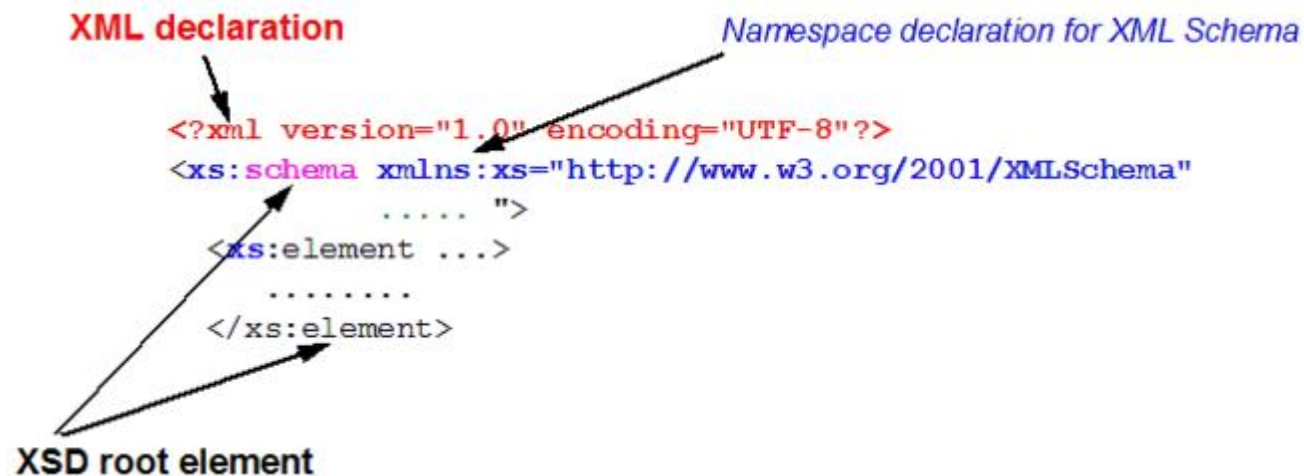 XML declaration
Namespace declaration for XML Schema
<?xml version="1.0" encoding="UTF-8"?>
<xs:schema xmlns:xs="http://www.w3.org/2001/XMLSchema"
..... ">
<xs:element ...>
........
</xs:element>
XSD root element